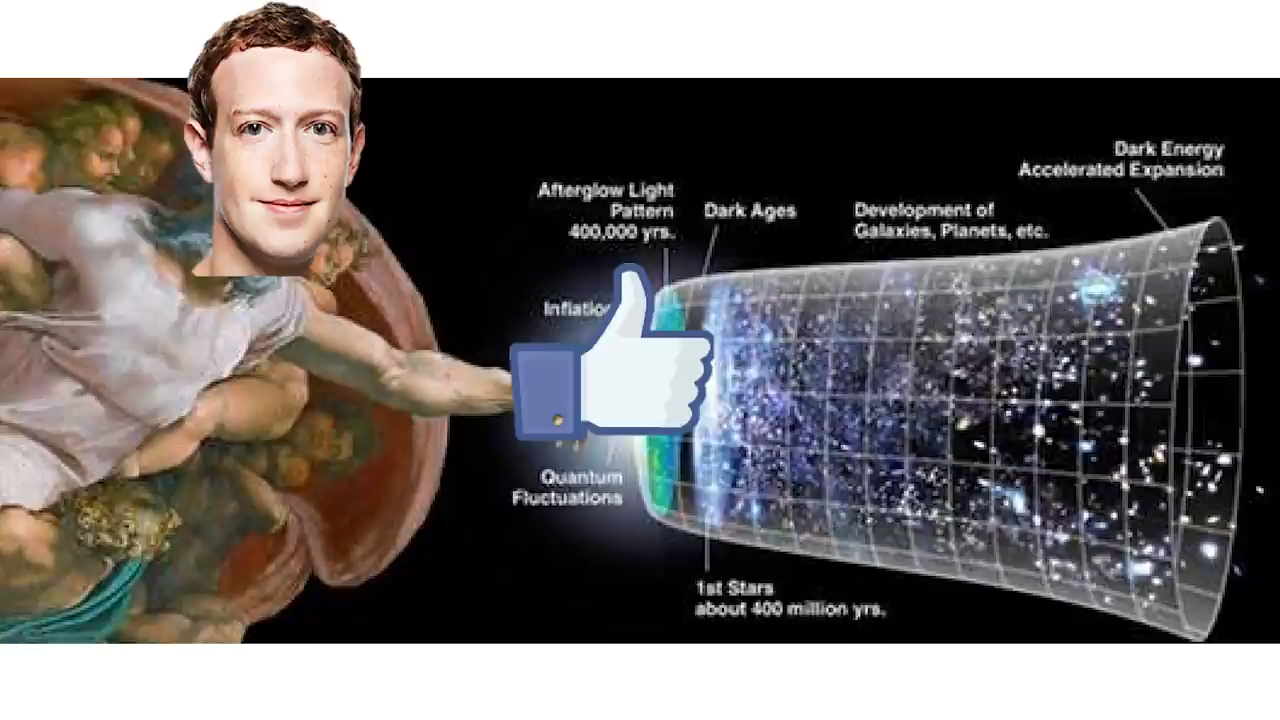 Dark Energy
Accelerated Expansion
Afterglow Light
Pattern
400,000 yrs.
Dark Ages
Development of
Galaxies, Planets, etc.
Inflatio
Quantum
Fluctuations
1st Stars
about 400 million yrs.